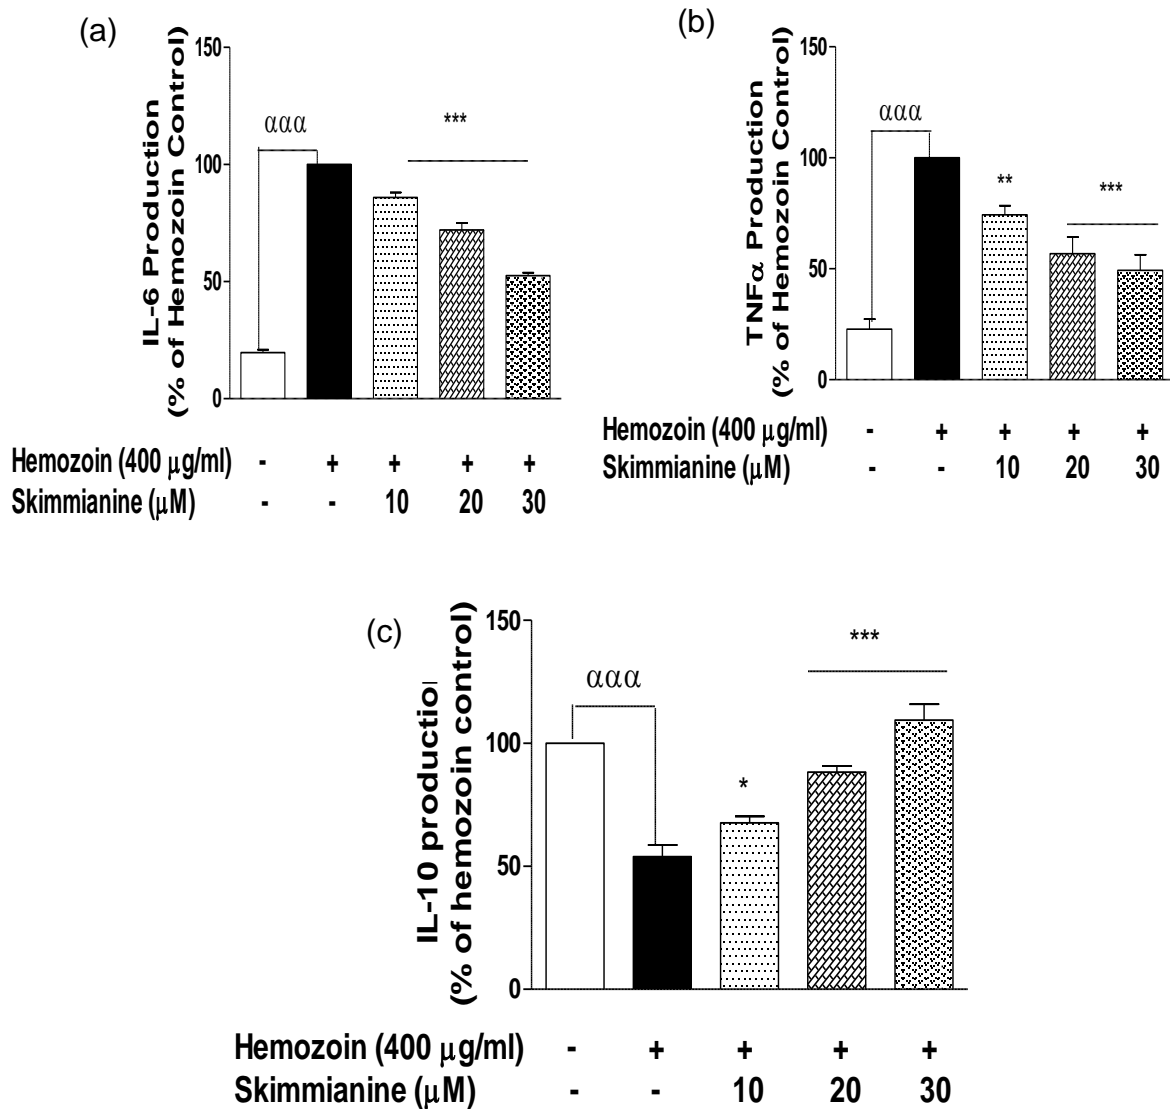 (a)
IL-6 Production
(% of Hemozoin Control)
150
100
50
0
ααα
***
Hemozoin (400 μg/ml) - + + + +
Skimmianine (μM) - - 10 20 30
(b)
TNFα Production
(% of Hemozoin Control)
150
100
50
0
ααα
**
***
Hemozoin (400 μg/ml) - + + + +
Skimmianine (μM) - - 10 20 30
(c)
IL-10 productio
(% of hemozoin control)
150
100
50
0
ααα
*
***
Hemozoin (400 μg/ml) - + + + +
Skimmianine (μM) - - 10 20 30